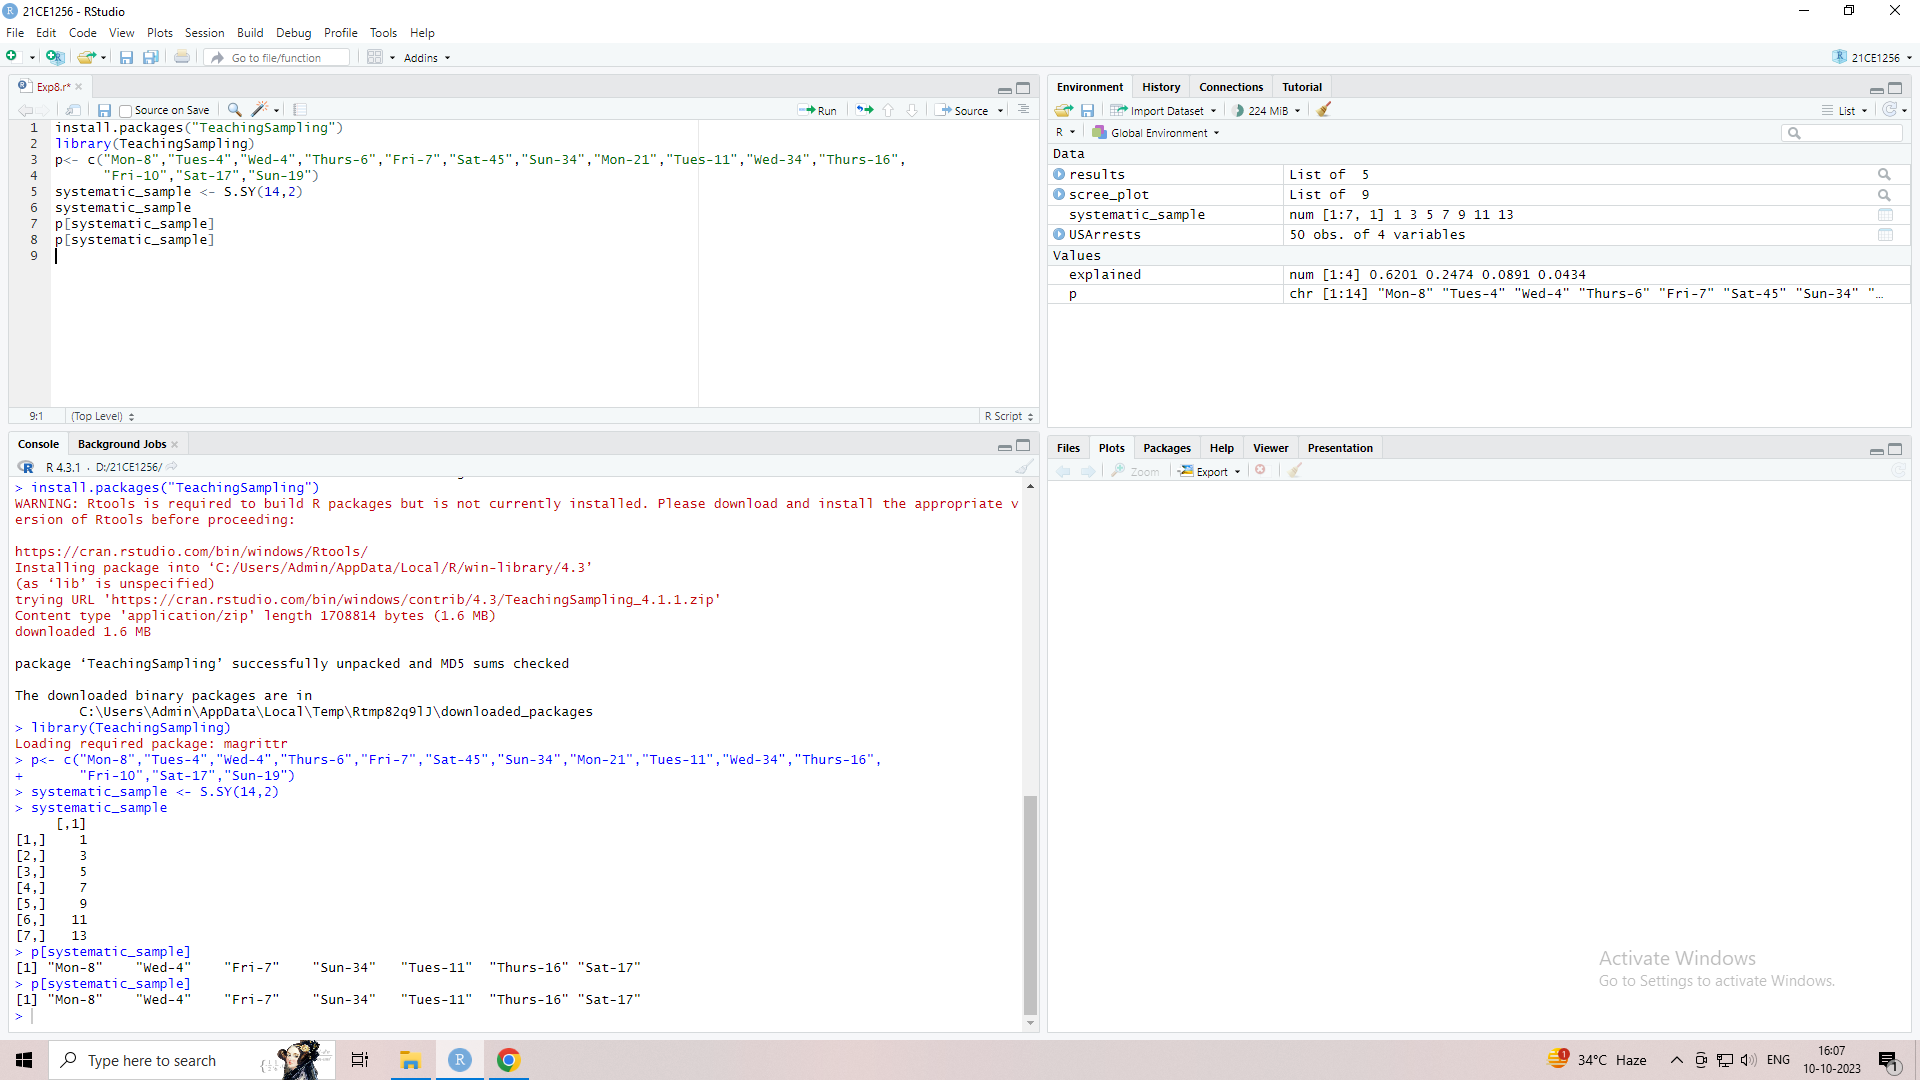 21CE1256 - RStudio
File Edit Code View Plots Session Build Debug Profile Tools Help
Go to file/function Addins 21CE1256
Exp8.r*
Source on Save Run Source
1 install.packages("TeachingSampling")
2 library(TeachingSampling)
3 p<- c("Mon-8","Tues-4","Wed-4","Thurs-6","Fri-7","Sat-45","Sun-34","Mon-21","Tues-11","Wed-34","Thurs-16",
4 "Fri-10","Sat-17","Sun-19")
5 systematic_sample <- S.SY(14,2)
6 systematic_sample
7 p[systematic_sample]
8 p[systematic_sample]
9
9:1 (Top Level) R Script
Console Background Jobs
R 4.3.1 · D:/21CE1256/
> install.packages("TeachingSampling")
WARNING: Rtools is required to build R packages but is not currently installed. Please download and install the appropriate v
ersion of Rtools before proceeding:
https://cran.rstudio.com/bin/windows/Rtools/
Installing package into ‘C:/Users/Admin/AppData/Local/R/win-library/4.3’
(as ‘lib’ is unspecified)
trying URL 'https://cran.rstudio.com/bin/windows/contrib/4.3/TeachingSampling_4.1.1.zip'
Content type 'application/zip' length 1708814 bytes (1.6 MB)
downloaded 1.6 MB
package ‘TeachingSampling’ successfully unpacked and MD5 sums checked
The downloaded binary packages are in
C:\Users\Admin\AppData\Local\Temp\Rtmp82q9lJ\downloaded_packages
> library(TeachingSampling)
Loading required package: magrittr
> p<- c("Mon-8","Tues-4","Wed-4","Thurs-6","Fri-7","Sat-45","Sun-34","Mon-21","Tues-11","Wed-34","Thurs-16",
+ "Fri-10","Sat-17","Sun-19")
> systematic_sample <- S.SY(14,2)
> systematic_sample
[,1]
[1,] 1
[2,] 3
[3,] 5
[4,] 7
[5,] 9
[6,] 11
[7,] 13
> p[systematic_sample]
[1] "Mon-8" "Wed-4" "Fri-7" "Sun-34" "Tues-11" "Thurs-16" "Sat-17"
> p[systematic_sample]
[1] "Mon-8" "Wed-4" "Fri-7" "Sun-34" "Tues-11" "Thurs-16" "Sat-17"
>
Environment History Connections Tutorial
Import Dataset 224 MiB List
R Global Environment
Data
results List of 5
scree_plot List of 9
systematic_sample num [1:7, 1] 1 3 5 7 9 11 13
USArrests 50 obs. of 4 variables
Values
explained num [1:4] 0.6201 0.2474 0.0891 0.0434
p chr [1:14] "Mon-8" "Tues-4" "Wed-4" "Thurs-6" "Fri-7" "Sat-45" "Sun-34" "…
Files Plots Packages Help Viewer Presentation
Zoom Export
Activate Windows
Go to Settings to activate Windows.
Type here to search
34°C Haze ENG
16:07
10-10-2023